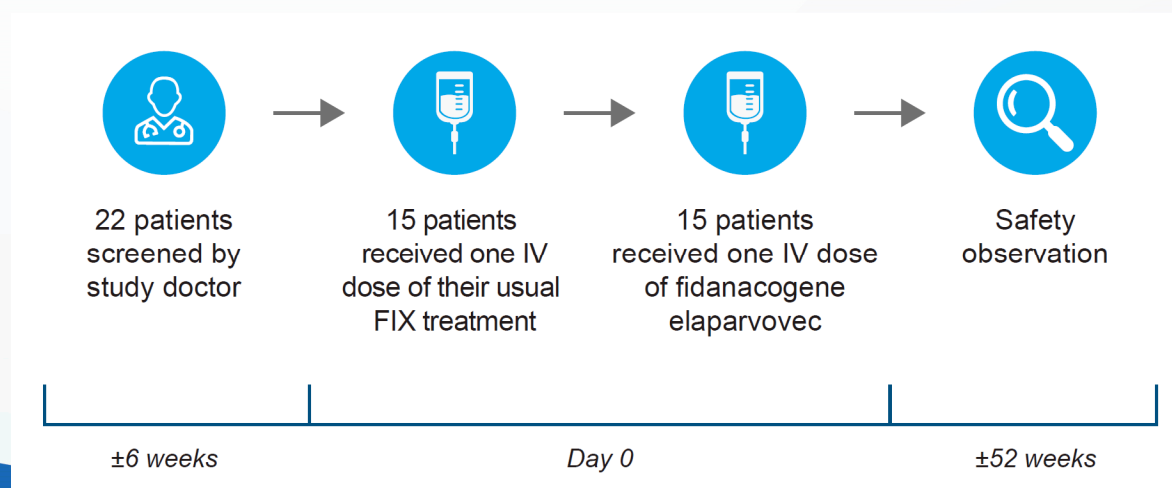 22 patients
screened by
study doctor
15 patients
received one IV
dose of their usual
FIX treatment
15 patients
received one IV dose
of fidanacogene
elaparvovec
Safety
observation
±6 weeks
Day 0
±52 weeks